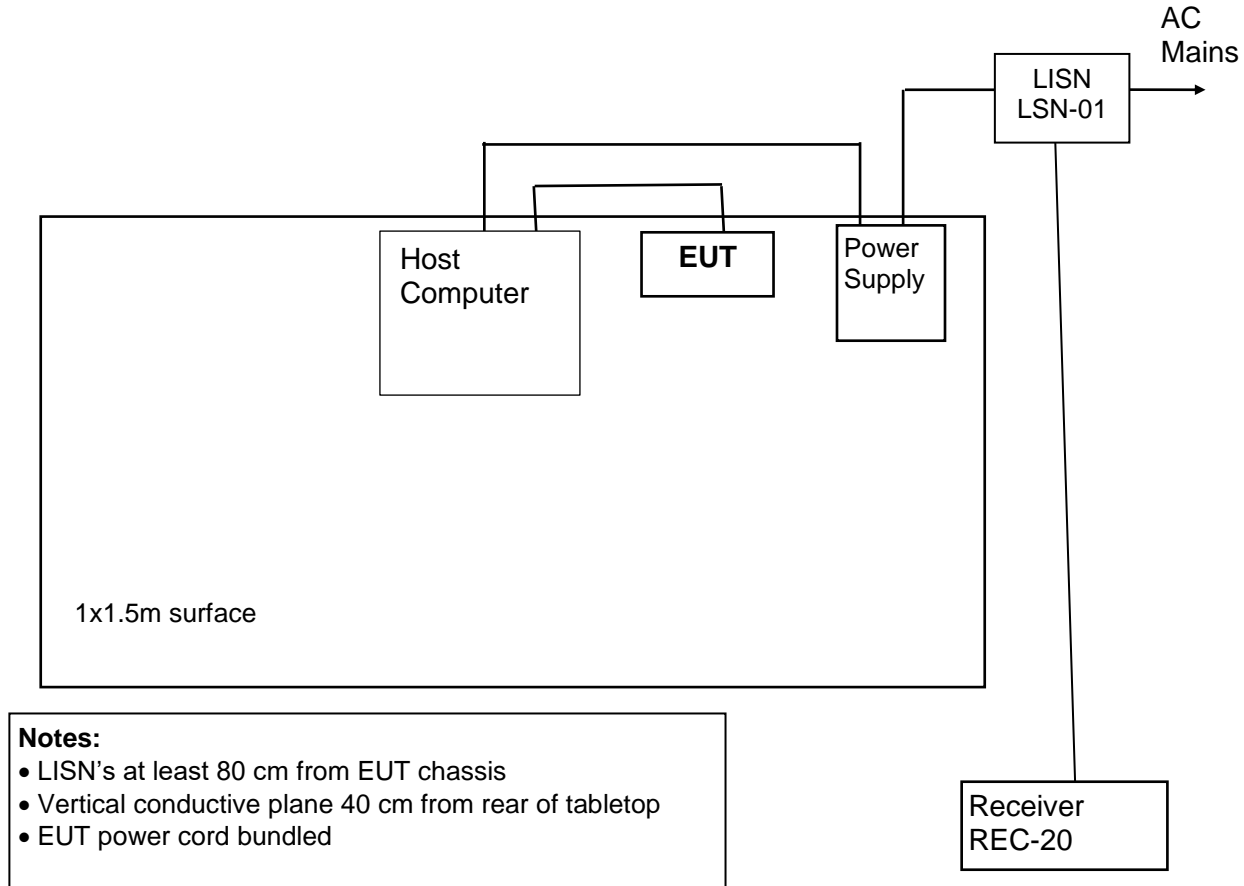 AC
Mains
LISN
LSN-01
Host
Computer
EUT
Power
Supply
1x1.5m surface
Notes:
• LISN’s at least 80 cm from EUT chassis
• Vertical conductive plane 40 cm from rear of tabletop
• EUT power cord bundled
Receiver
REC-20